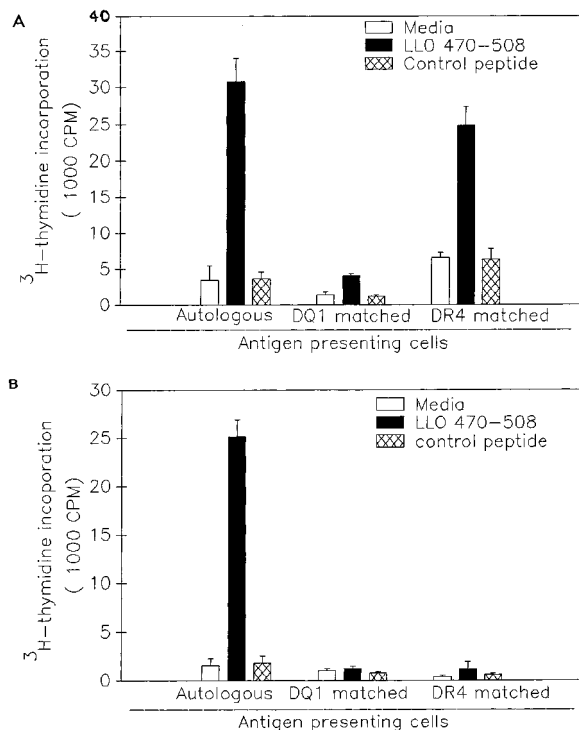 A
40
35
30
25
20
15
10
5
0
³H-thymidine incorporation
( 1000 CPM)
Media
LLO 470-508
Control peptide
Autologous DQ1 matched DR4 matched
Antigen presenting cells
B
30
25
20
15
10
5
0
³H-thymidine incoporation
( 1000 CPM)
Media
LLO 470-508
control peptide
Autologous DQ1 matched DR4 matched
Antigen presenting cells